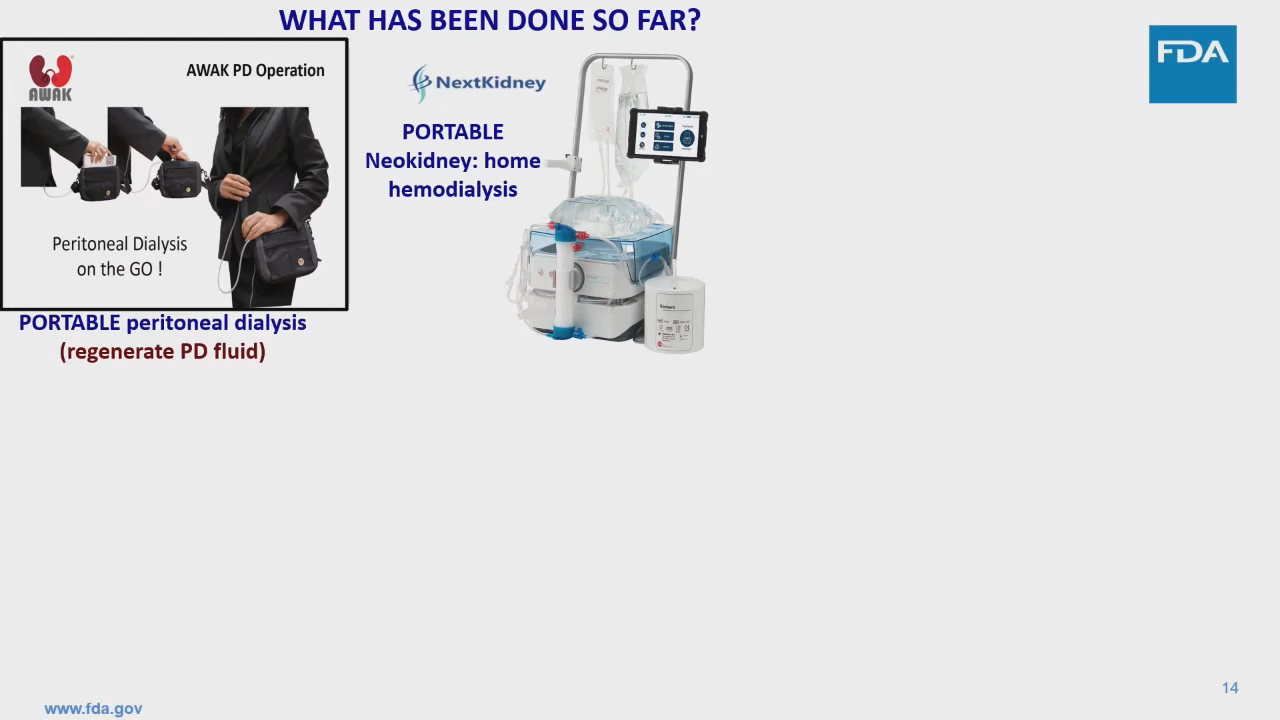 WHAT HAS BEEN DONE SO FAR?
FDA
AWAK
AWAK PD Operation
Peritoneal Dialysis
on the GO !
PORTABLE peritoneal dialysis
(regenerate PD fluid)
NextKidney
PORTABLE
Neokidney: home
hemodialysis
14
www.fda.gov